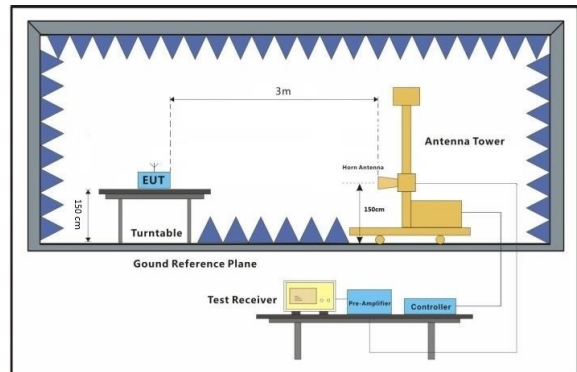 3m
Antenna Tower
Horn Antenna
EUT
150 cm
150cm
Turntable
Gound Reference Plane
Test Receiver
Pre-Amplifier
Controller